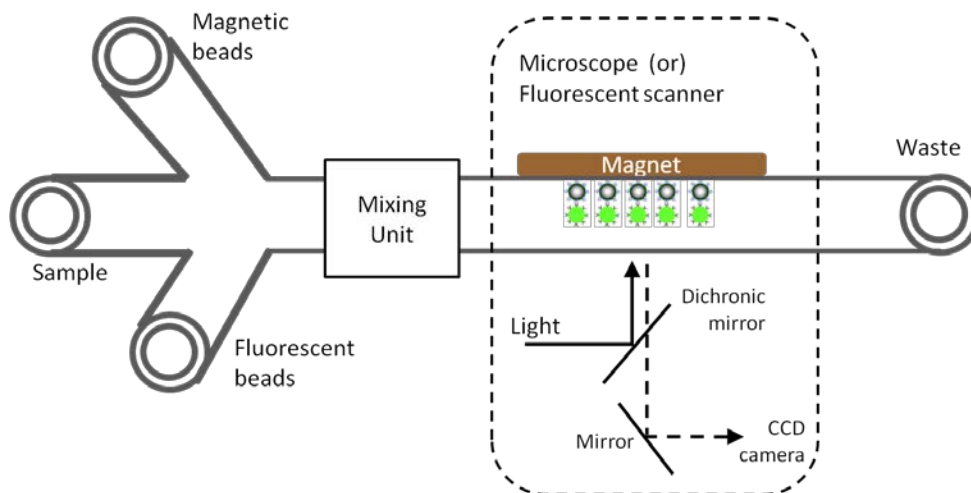 Magnetic
beads
Microscope (or)
Fluorescent scanner
Magnet
Waste
Mixing
Unit
Sample
Dichronic
mirror
Light
Fluorescent
beads
Mirror
CCD
camera